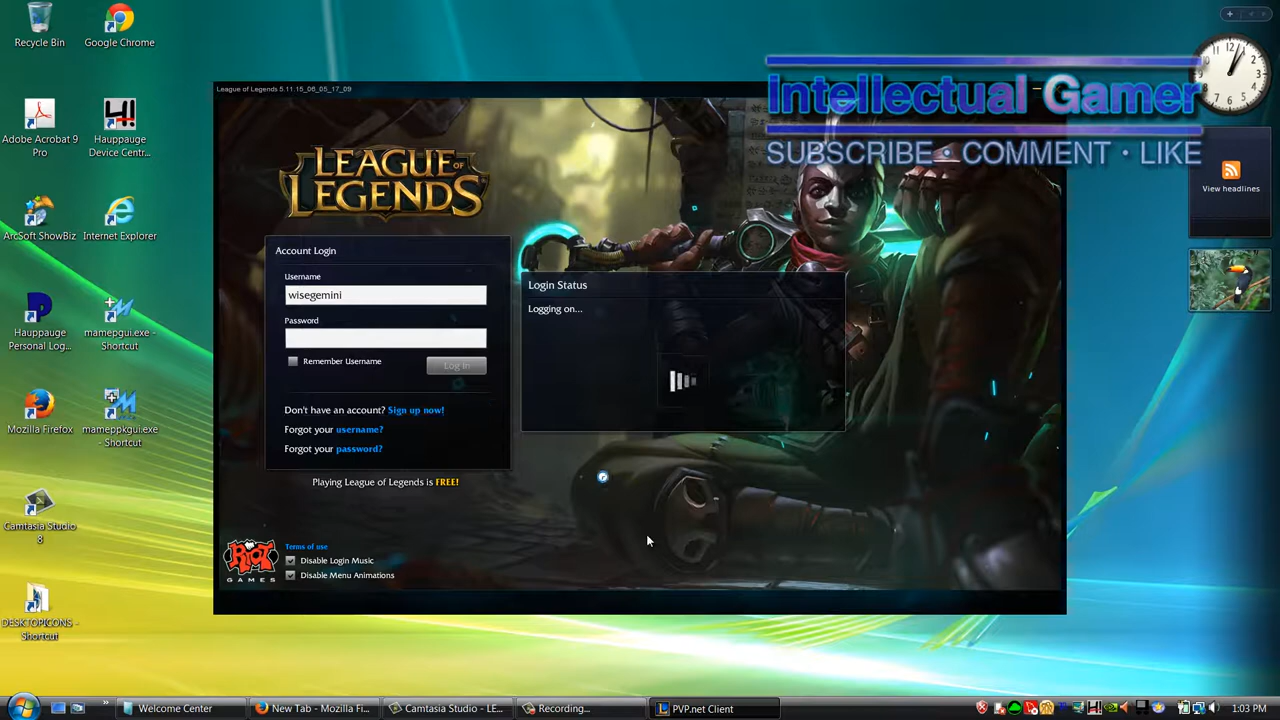 Recycle Bin
Google Chrome
Adobe Acrobat 9
Pro
Hauppauge
Device Centr...
ArcSoft ShowBiz
Internet Explorer
Hauppauge
Personal Log...
mamepgui.exe -
Shortcut
Mozilla Firefox
mameppkgui.exe
- Shortcut
Camtasia Studio
8
DESKTOPICONS -
Shortcut
League of Legends 5.11.15_06_05_17_09
LEAGUE OF
LEGENDS
Account Login
Username
wisegemini
Password
Remember Username
Log In
Don't have an account? Sign up now!
Forgot your username?
Forgot your password?
Playing League of Legends is FREE!
Login Status
Logging on...
RIOT
GAMES
Terms of use
Disable Login Music
Disable Menu Animations
Intellectual Gamer
SUBSCRIBE • COMMENT • LIKE
View headlines
Welcome Center
New Tab - Mozilla Fi...
Camtasia Studio - LE...
Recording...
PVP.net Client
1:03 PM